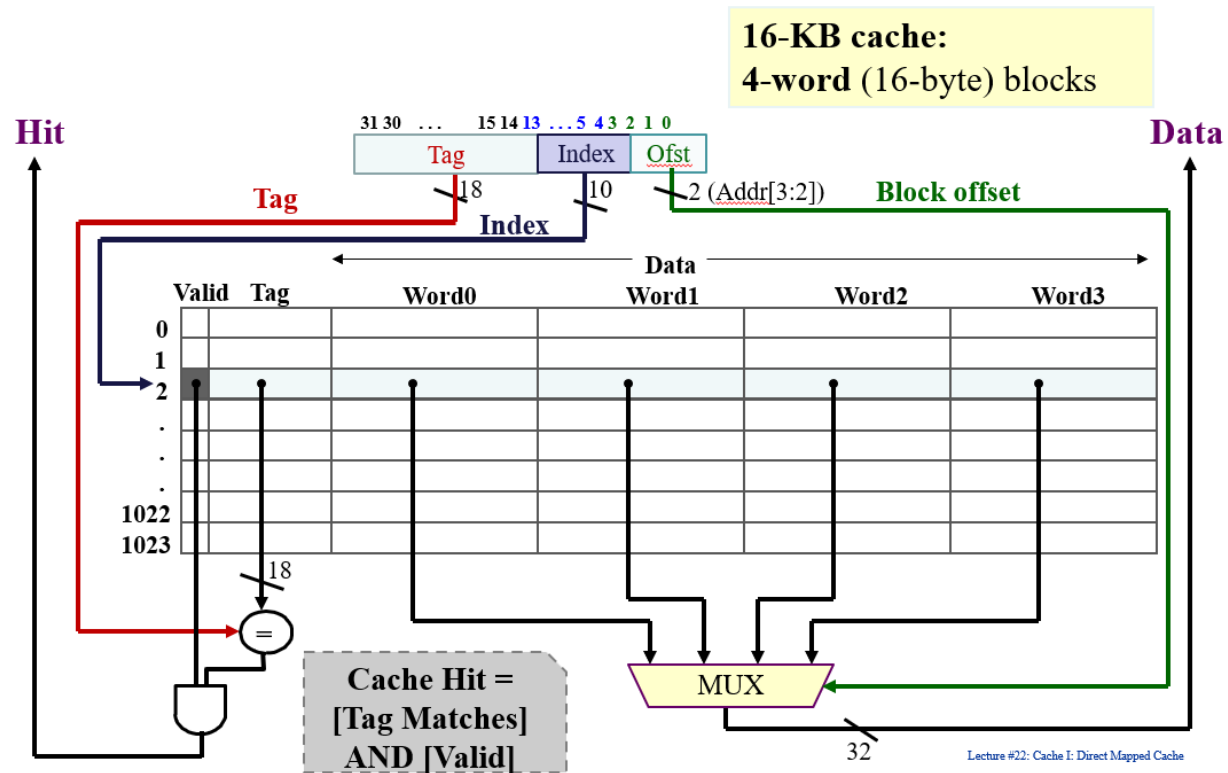 16-KB cache:
4-word (16-byte) blocks
Hit
Data
31 30 ... 15 14 13 ... 5 4 3 2 1 0
Tag Index Ofst
18 10 2 (Addr[3:2]) Block offset
Tag
Index
Data
Valid Tag Word0 Word1 Word2 Word3
0
1
2
.
.
.
1022
1023
18
=
Cache Hit =
[Tag Matches]
AND [Valid]
MUX
32
Lecture #22: Cache I: Direct Mapped Cache